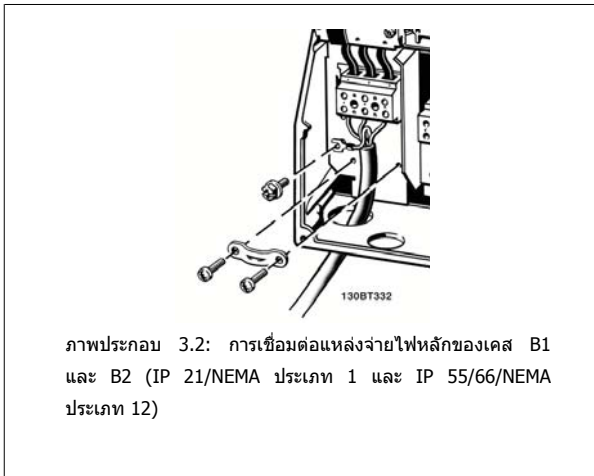 130BT332
ภาพประกอบ 3.2: การเชื่อมต่อแหล่งจ่ายไฟหลักของเคส B1
และ B2 (IP 21/NEMA ประเภท 1 และ IP 55/66/NEMA
ประเภท 12)